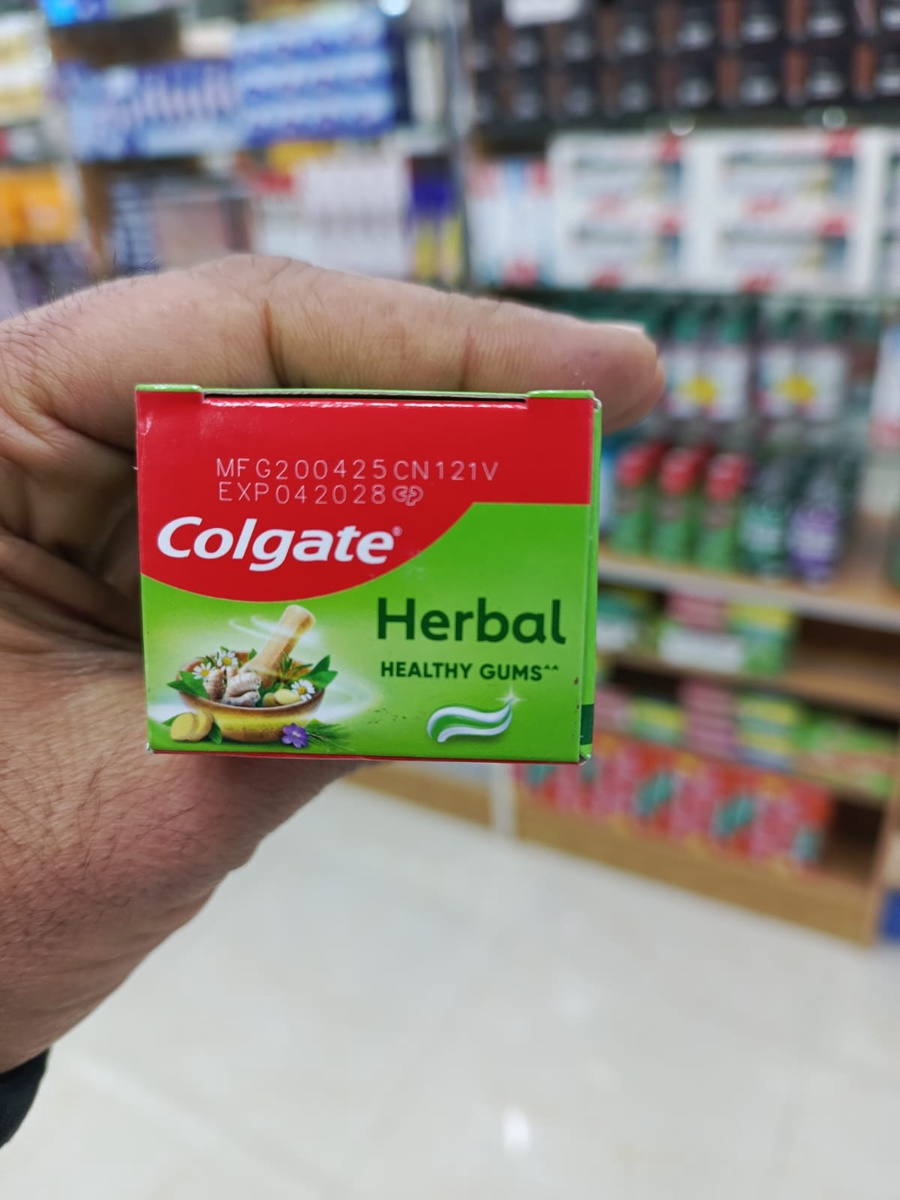 MFG200425CN121V
EXP042028
Colgate®
Herbal
HEALTHY GUMS^^